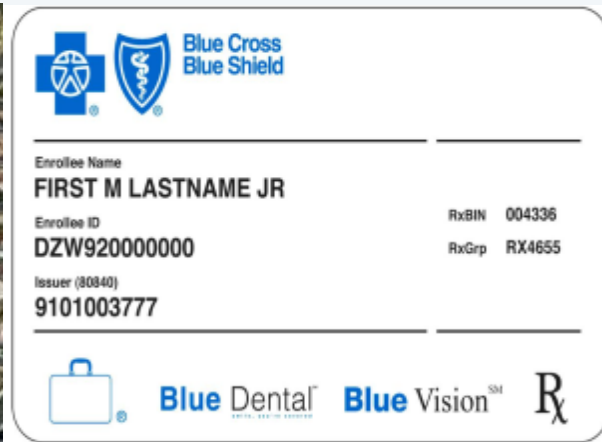 Blue Cross
Blue Shield
Enrollee Name
FIRST M LASTNAME JR
Enrollee ID
DZW920000000
Issuer (80840)
9101003777
RxBIN 004336
RxGrp RX4655
Blue Dental Blue Vision℠ Rx